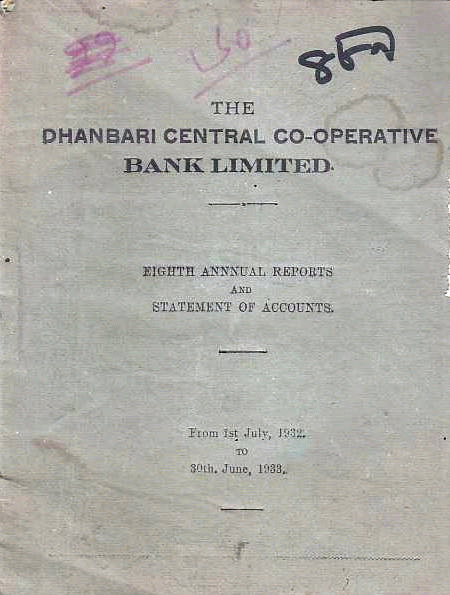 THE
DHANBARI CENTRAL CO-OPERATIVE
BANK LIMITED.
EIGHTH ANNNUAL REPORTS
AND
STATEMENT OF ACCOUNTS.
From 1st July, 1932.
TO
30th. June, 1933.